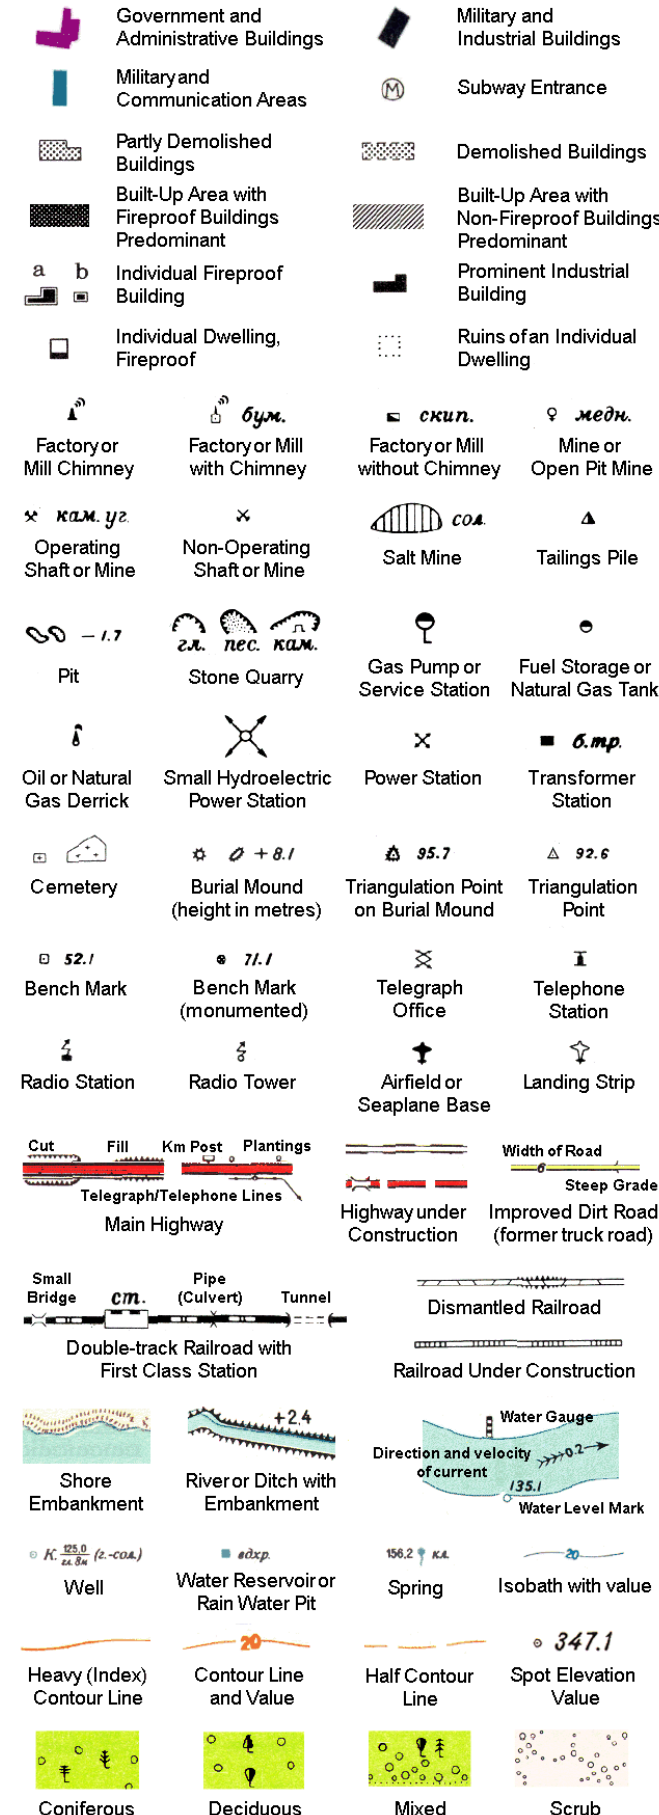 Government and
Administrative Buildings
Military and
Industrial Buildings
Military and
Communication Areas
M
Subway Entrance
Partly Demolished
Buildings
Demolished Buildings
Built-Up Area with
Fireproof Buildings
Predominant
Built-Up Area with
Non-Fireproof Buildings
Predominant
a b
Individual Fireproof
Building
Prominent Industrial
Building
Individual Dwelling,
Fireproof
Ruins of an Individual
Dwelling
бум.
скип.
медн.
Factory or
Mill Chimney
Factory or Mill
with Chimney
Factory or Mill
without Chimney
Mine or
Open Pit Mine
кам. уг.
сол.
Operating
Shaft or Mine
Non-Operating
Shaft or Mine
Salt Mine
Tailings Pile
– 1.7
гл. пес. кам.
Pit
Stone Quarry
Gas Pump or
Service Station
Fuel Storage or
Natural Gas Tank
б.тр.
Oil or Natural
Gas Derrick
Small Hydroelectric
Power Station
Power Station
Transformer
Station
+ 8.1
95.7
92.6
Cemetery
Burial Mound
(height in metres)
Triangulation Point
on Burial Mound
Triangulation
Point
52.1
71.1
Bench Mark
Bench Mark
(monumented)
Telegraph
Office
Telephone
Station
Radio Station
Radio Tower
Airfield or
Seaplane Base
Landing Strip
Cut Fill Km Post Plantings
Telegraph/Telephone Lines
Main Highway
Highway under
Construction
Width of Road
6
Steep Grade
Improved Dirt Road
(former truck road)
Small
Bridge
ст.
Pipe
(Culvert)
Tunnel
Double-track Railroad with
First Class Station
Dismantled Railroad
Railroad Under Construction
+2,4
Water Gauge
Direction and velocity
of current
0.2
135.1
Water Level Mark
Shore
Embankment
River or Ditch with
Embankment
К. 125,0
гл. 8м
(г.-сол.)
вдхр.
156,2 кл.
20
Well
Water Reservoir or
Rain Water Pit
Spring
Isobath with value
20
347.1
Heavy (Index)
Contour Line
Contour Line
and Value
Half Contour
Line
Spot Elevation
Value
Coniferous
Deciduous
Mixed
Scrub